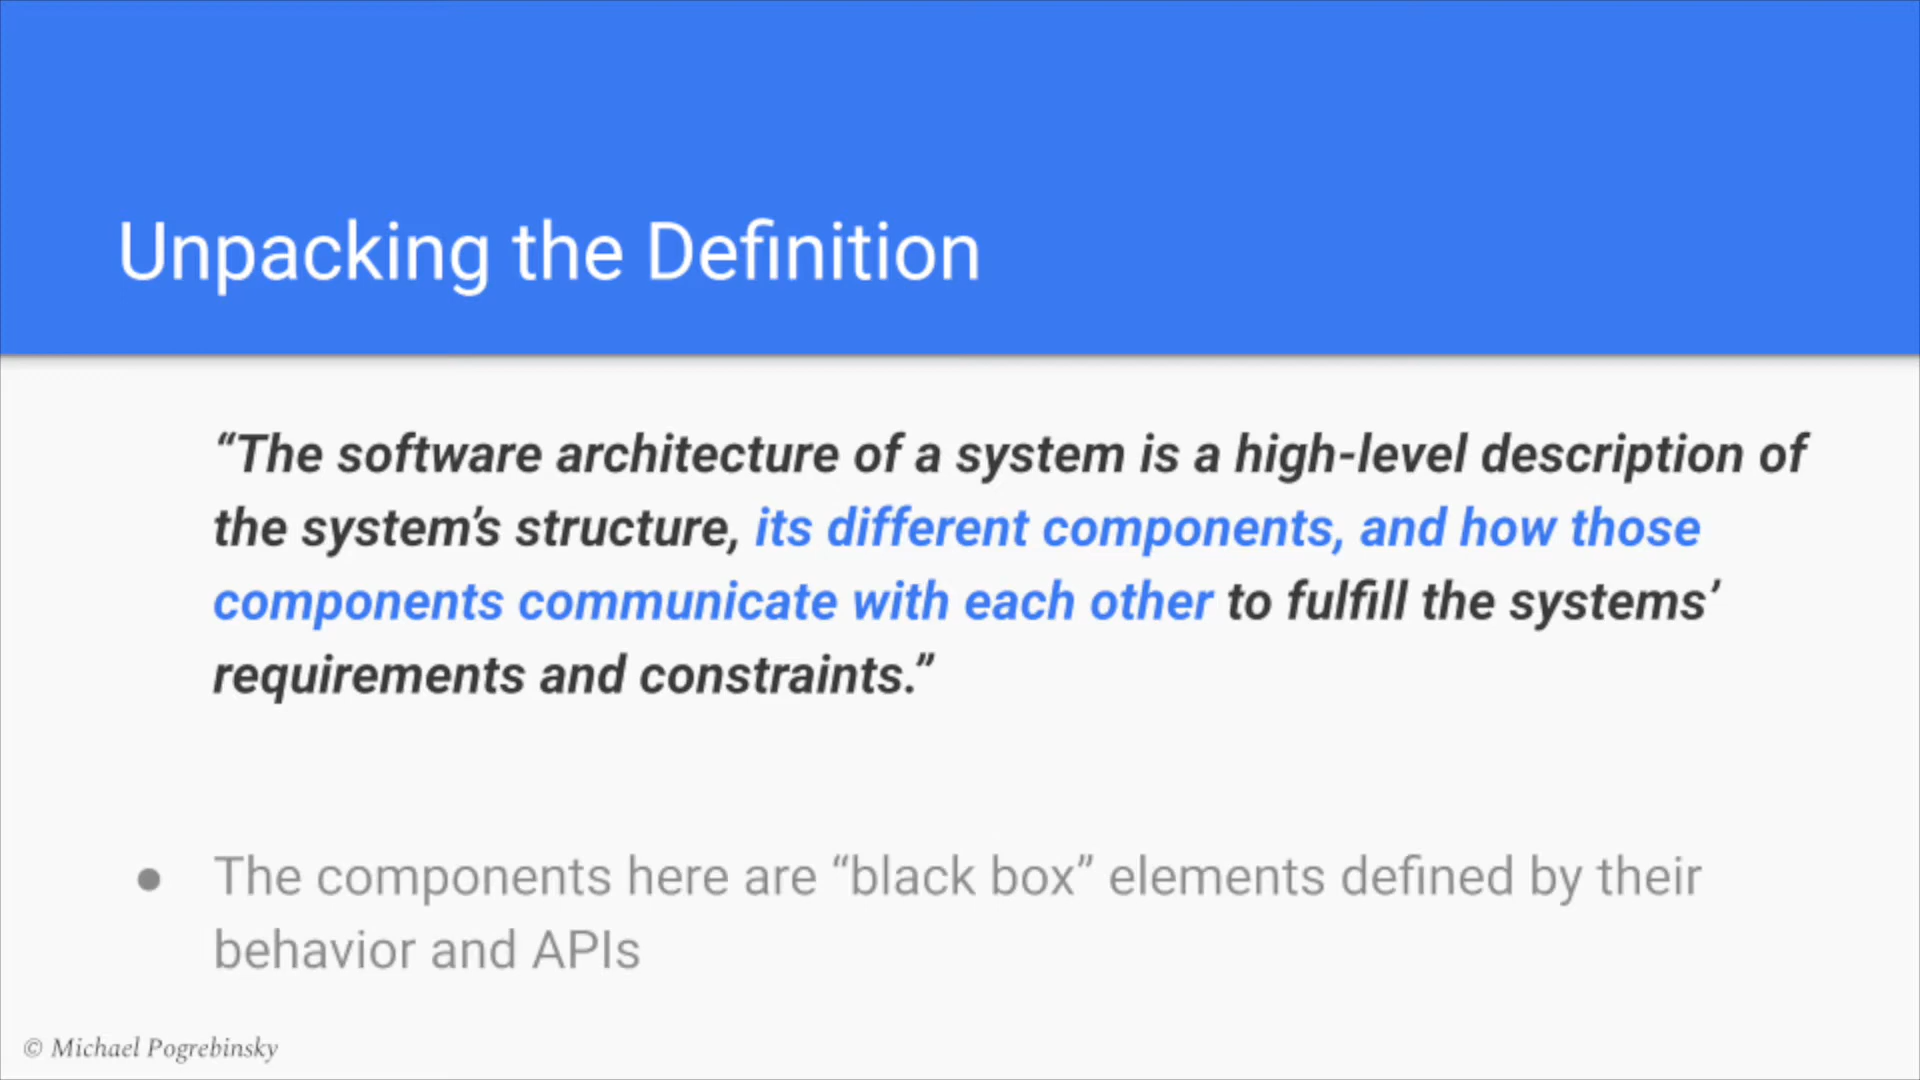 Unpacking the Definition
“The software architecture of a system is a high-level description of
the system’s structure, its different components, and how those
components communicate with each other to fulfill the systems’
requirements and constraints.”
● The components here are “black box” elements defined by their
behavior and APIs
© Michael Pogrebinsky